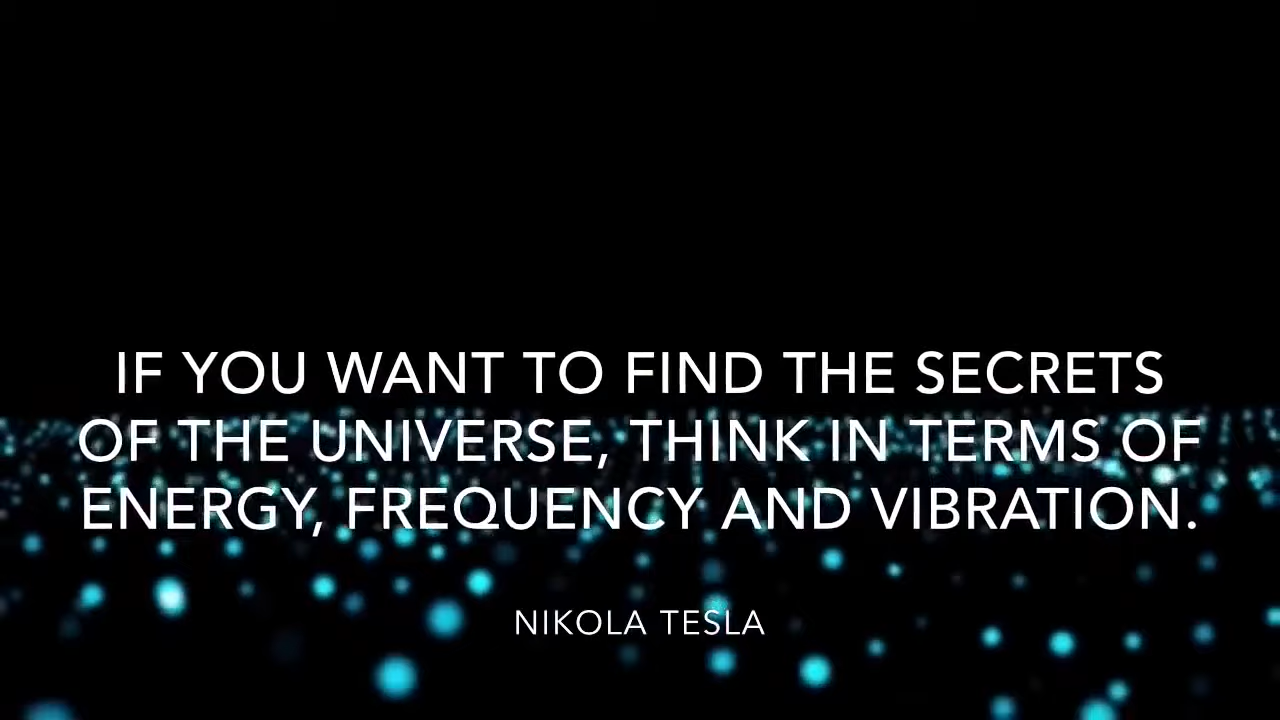 IF YOU WANT TO FIND THE SECRETS
OF THE UNIVERSE, THINK IN TERMS OF
ENERGY, FREQUENCY AND VIBRATION.
NIKOLA TESLA